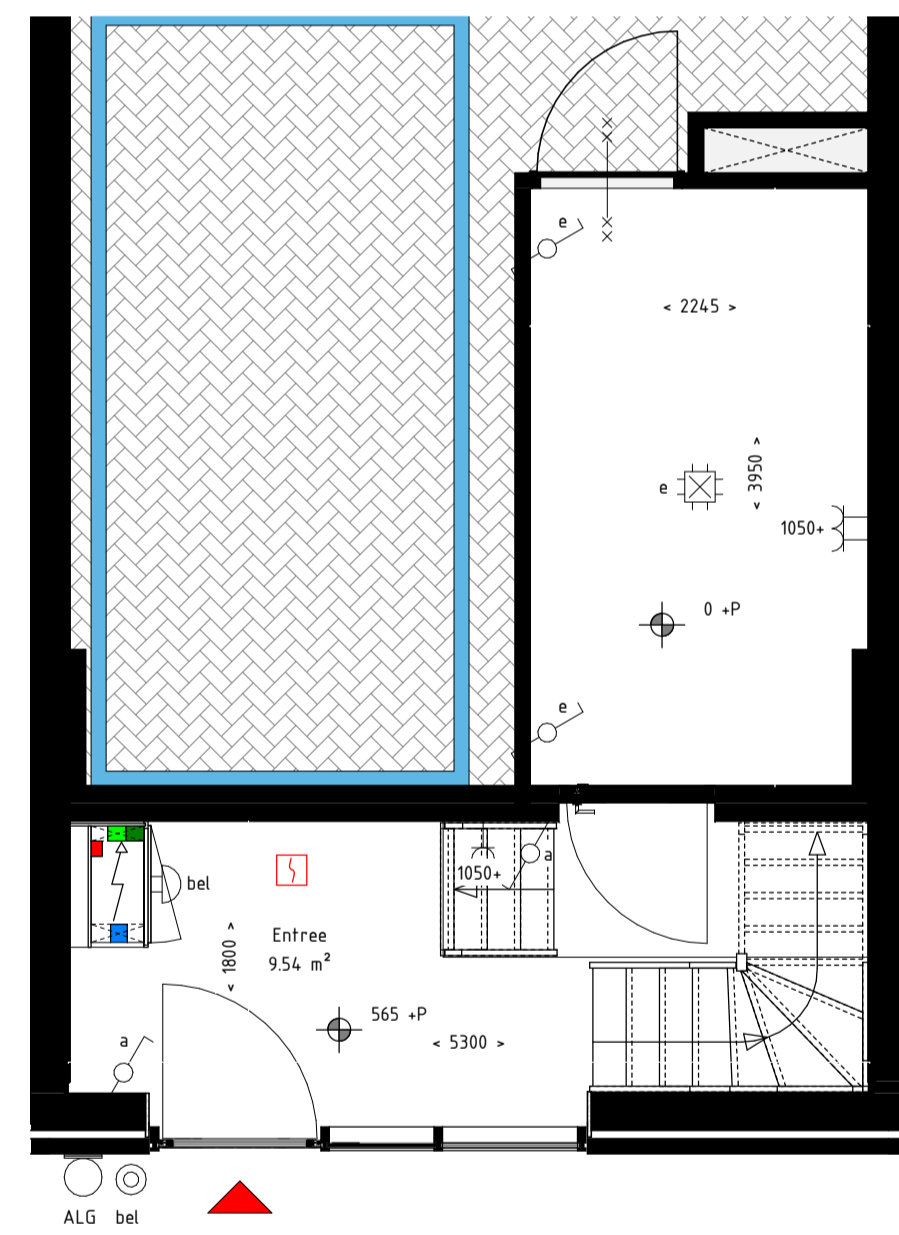 e
< 2245 >
< 3950 >
e
1050+
0 +P
e
a
1050+
bel
Entree
9.54 m²
< 1800 >
565 +P
< 5300 >
a
ALG bel